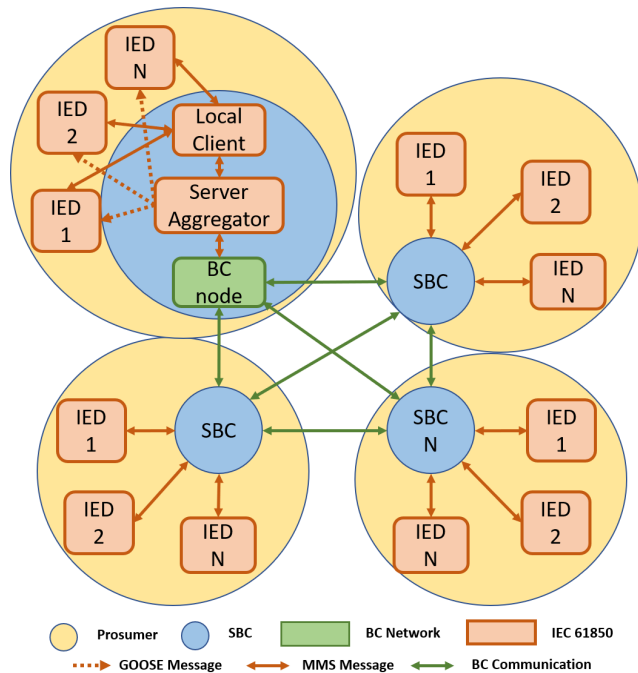 IED
N
IED
2
Local
Client
IED
1
Server
Aggregator
BC
node
IED
1
IED
2
SBC
IED
N
IED
1
SBC
IED
2
IED
N
SBC
N
IED
1
IED
N
IED
2
Prosumer
SBC
BC Network
IEC 61850
GOOSE Message
MMS Message
BC Communication